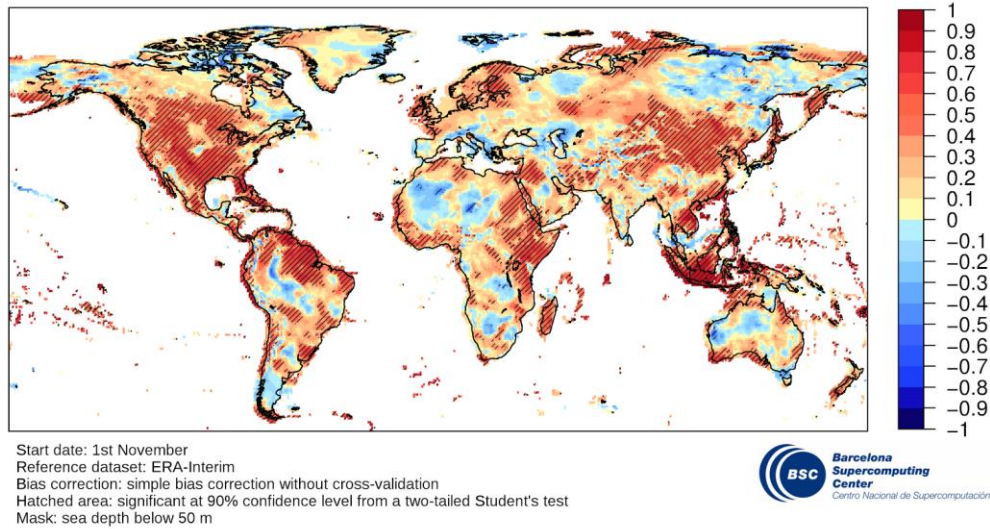 1
0.9
0.8
0.7
0.6
0.5
0.4
0.3
0.2
0.1
0
−0.1
−0.2
−0.3
−0.4
−0.5
−0.6
−0.7
−0.8
−0.9
−1
Start date: 1st November
Reference dataset: ERA-Interim
Bias correction: simple bias correction without cross-validation
Hatched area: significant at 90% confidence level from a two-tailed Student's test
Mask: sea depth below 50 m
BSC
Barcelona
Supercomputing
Center
Centro Nacional de Supercomputación